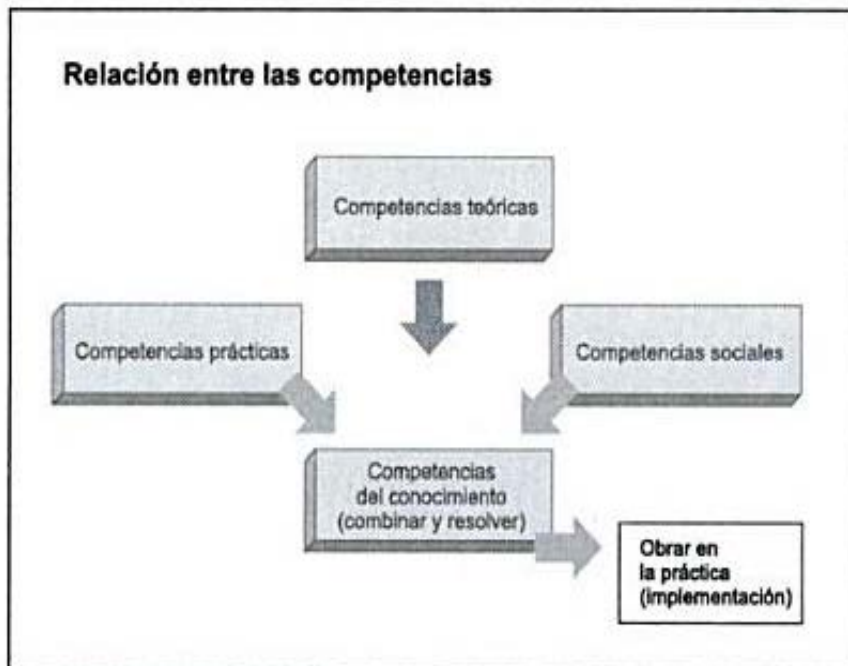 Relación entre las competencias
Competencias teóricas
Competencias prácticas
Competencias sociales
Competencias
del conocimiento
(combinar y resolver)
Obrar en
la práctica
(implementación)